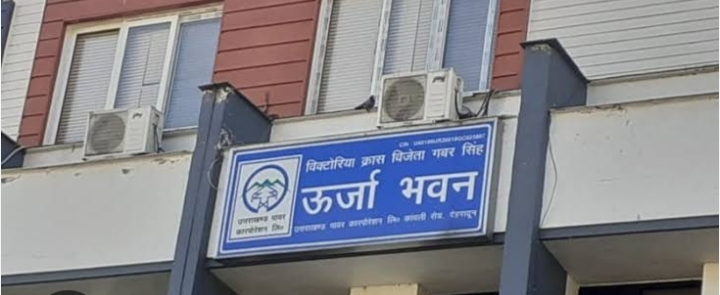 विक्टोरिया क्रास विजेता गबर सिंह
ऊर्जा भवन
उत्तराखण्ड पावर
कारपोरेशन लि०
उत्तराखण्ड पावर कारपोरेशन लि० कांवली रोड, देहरादून